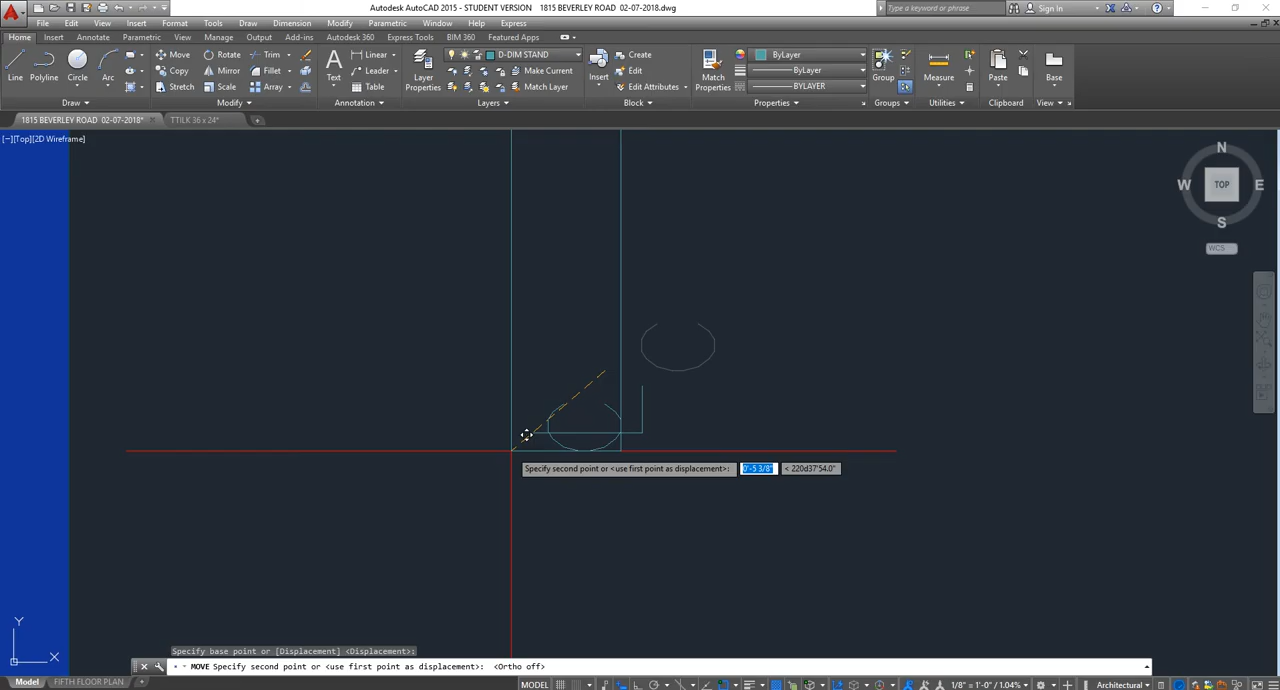 Autodesk AutoCAD 2015 - STUDENT VERSION 1815 BEVERLEY ROAD 02-07-2018.dwg
Type a keyword or phrase
Sign In
File Edit View Insert Format Tools Draw Dimension Modify Parametric Window Help Express
Home Insert Annotate Parametric View Manage Output Add-ins Autodesk 360 Express Tools BIM 360 Featured Apps
Line Polyline Circle Arc
Draw
Move Rotate Trim
Copy Mirror Fillet
Stretch Scale Array
Modify
Text
Linear
Leader
Table
Annotation
Layer Properties
D-DIM STAND
Make Current
Match Layer
Layers
Insert
Create
Edit
Edit Attributes
Block
Match Properties
ByLayer
ByLayer
BYLAYER
Properties
Group
Groups
Measure
Utilities
Paste
Clipboard
Base
View
1815 BEVERLEY ROAD 02-07-2018* TTILK 36 x 24*
[−][Top][2D Wireframe]
N
W TOP E
S
WCS
Specify second point or <use first point as displacement>: 0'-5 3/8" < 220d37'54.0"
Y
X
Specify base point or [Displacement] <Displacement>:
MOVE Specify second point or <use first point as displacement>: <Ortho off>
Model FIFTH FLOOR PLAN
MODEL 1/8" = 1'-0" / 1.04% Architectural